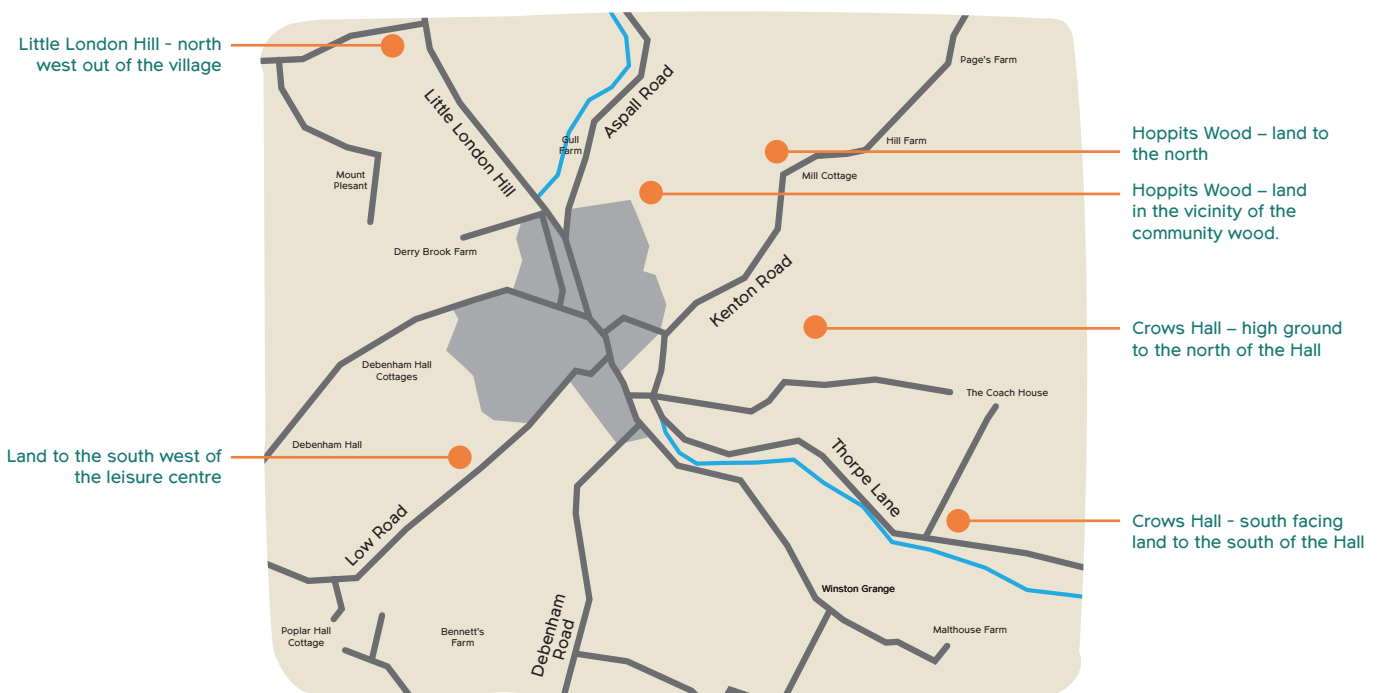 Little London Hill - north
west out of the village
Page's Farm
Aspall Road
Little London Hill
Gull
Farm
Hill Farm
Hoppits Wood – land to
the north
Mount
Plesant
Mill Cottage
Hoppits Wood – land
in the vicinity of the
community wood.
Derry Brook Farm
Kenton Road
Crows Hall – high ground
to the north of the Hall
Debenham Hall
Cottages
The Coach House
Debenham Hall
Land to the south west of
the leisure centre
Thorpe Lane
Low Road
Crows Hall - south facing
land to the south of the Hall
Winston Grange
Poplar Hall
Cottage
Bennett's
Farm
Debenham
Road
Malthouse Farm